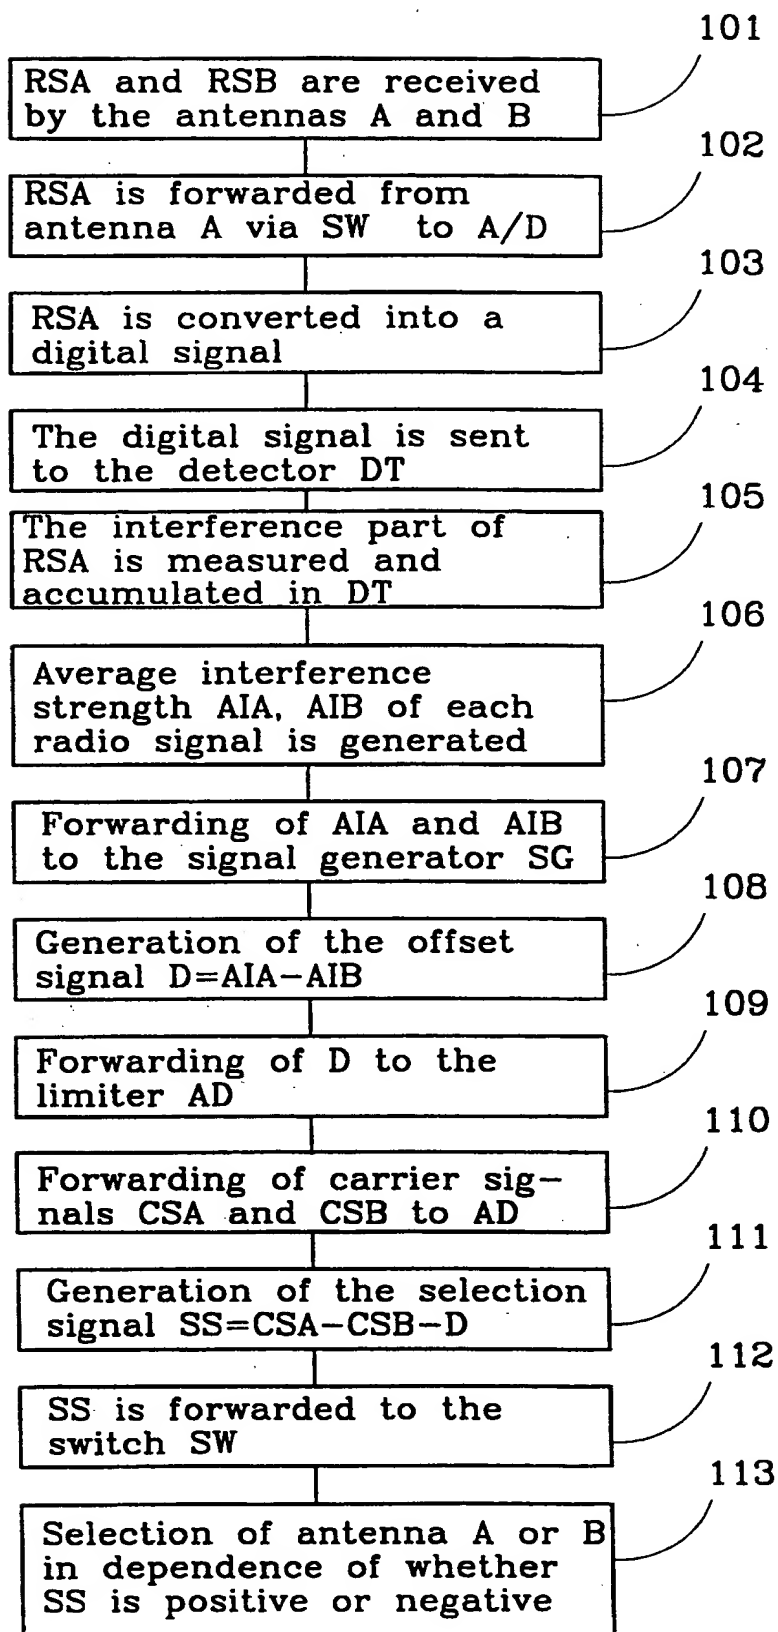 101
RSA and RSB are received
by the antennas A and B
102
RSA is forwarded from
antenna A via SW to A/D
103
RSA is converted into a
digital signal
104
The digital signal is sent
to the detector DT
105
The interference part of
RSA is measured and
accumulated in DT
106
Average interference
strength AIA, AIB of each
radio signal is generated
107
Forwarding of AIA and AIB
to the signal generator SG
108
Generation of the offset
signal D=AIA-AIB
109
Forwarding of D to the
limiter AD
110
Forwarding of carrier sig-
nals CSA and CSB to AD
111
Generation of the selection
signal SS=CSA-CSB-D
112
SS is forwarded to the
switch SW
113
Selection of antenna A or B
in dependence of whether
SS is positive or negative